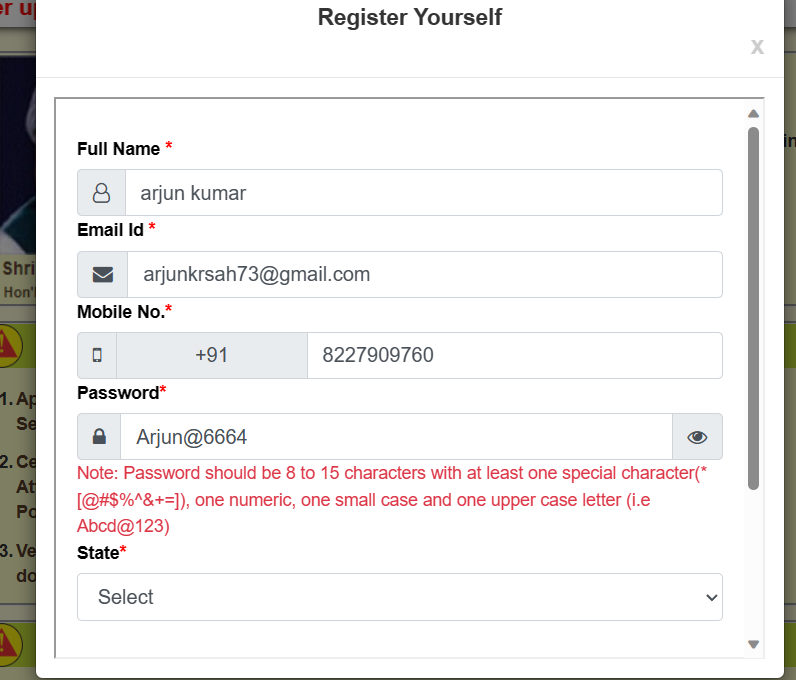 er up
Register Yourself
x
in
Full Name *
arjun kumar
Email Id *
arjunkrsah73@gmail.com
Shri
Hon'
Mobile No.*
+91 8227909760
Password*
1. Ap
Arjun@6664
Se
2. Ce
Note: Password should be 8 to 15 characters with at least one special character(*
At
[@#$%^&+=]), one numeric, one small case and one upper case letter (i.e
Po
Abcd@123)
3. Ve
State*
do
Select